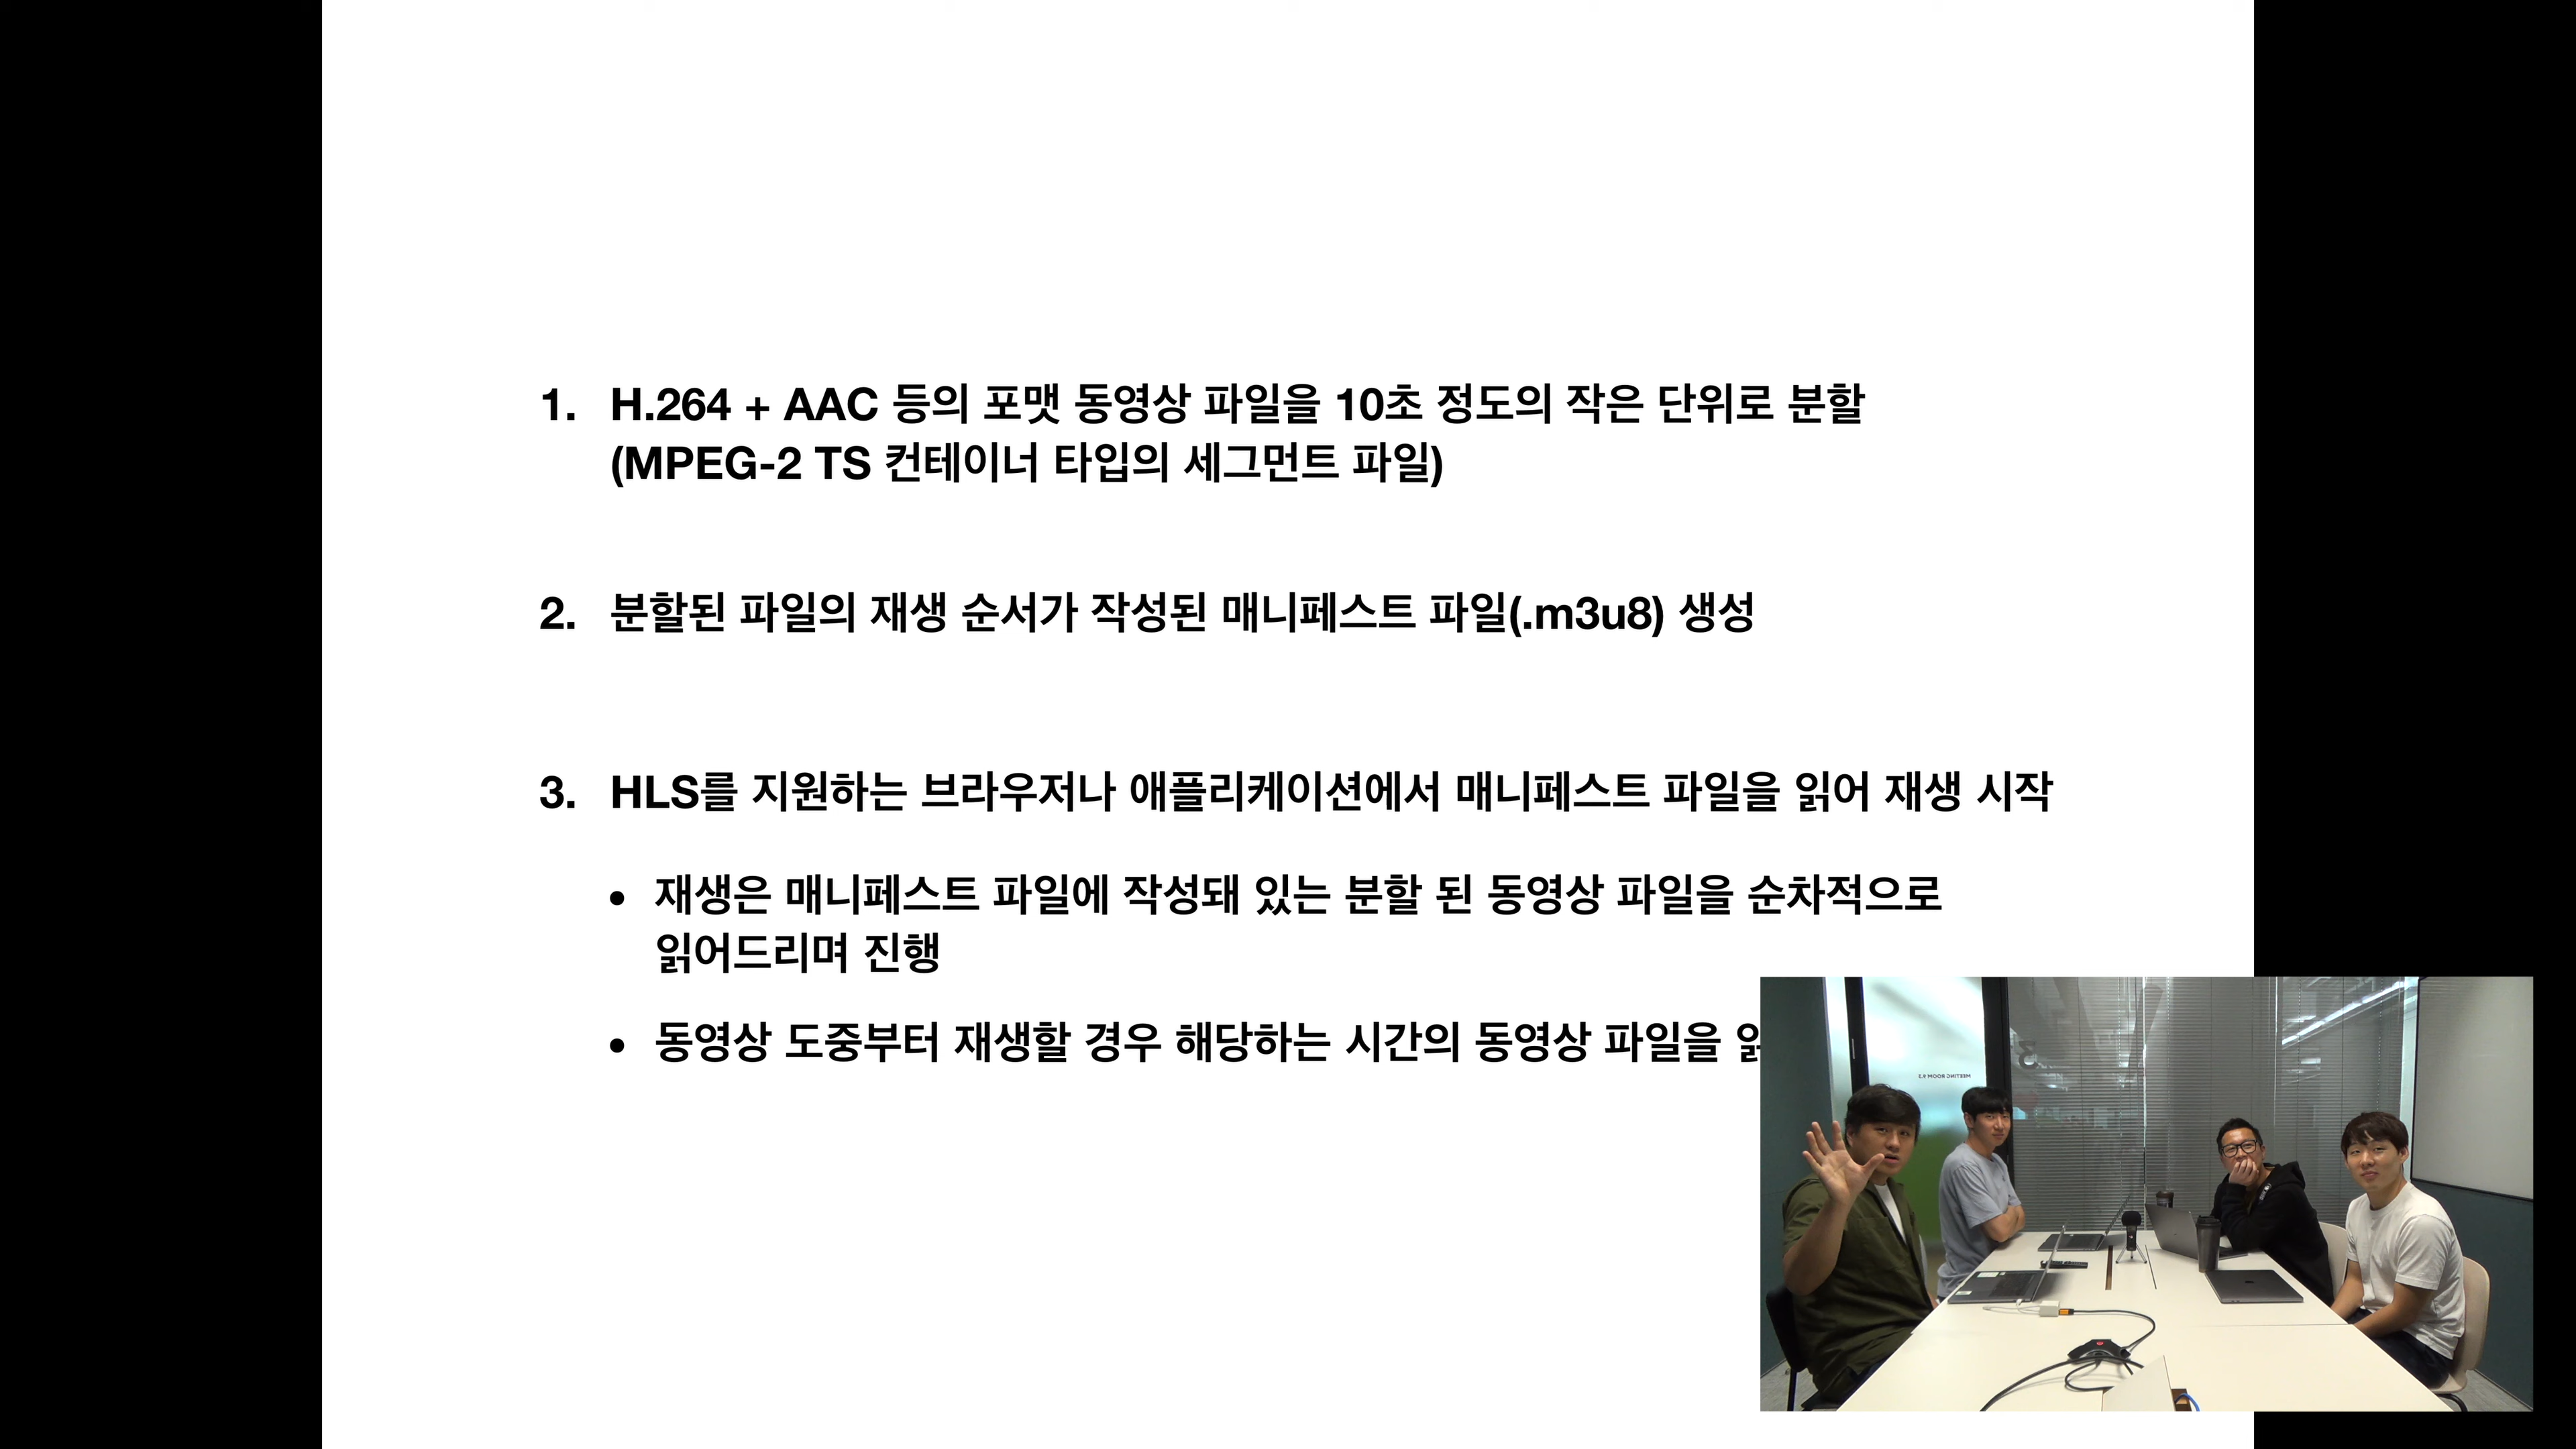 1. H.264 + AAC 등의 포맷 동영상 파일을 10초 정도의 작은 단위로 분할
(MPEG-2 TS 컨테이너 타입의 세그먼트 파일)
2. 분할된 파일의 재생 순서가 작성된 매니페스트 파일(.m3u8) 생성
3. HLS를 지원하는 브라우저나 애플리케이션에서 매니페스트 파일을 읽어 재생 시작
• 재생은 매니페스트 파일에 작성돼 있는 분할 된 동영상 파일을 순차적으로
읽어드리며 진행
• 동영상 도중부터 재생할 경우 해당하는 시간의 동영상 파일을
MEETING ROOM